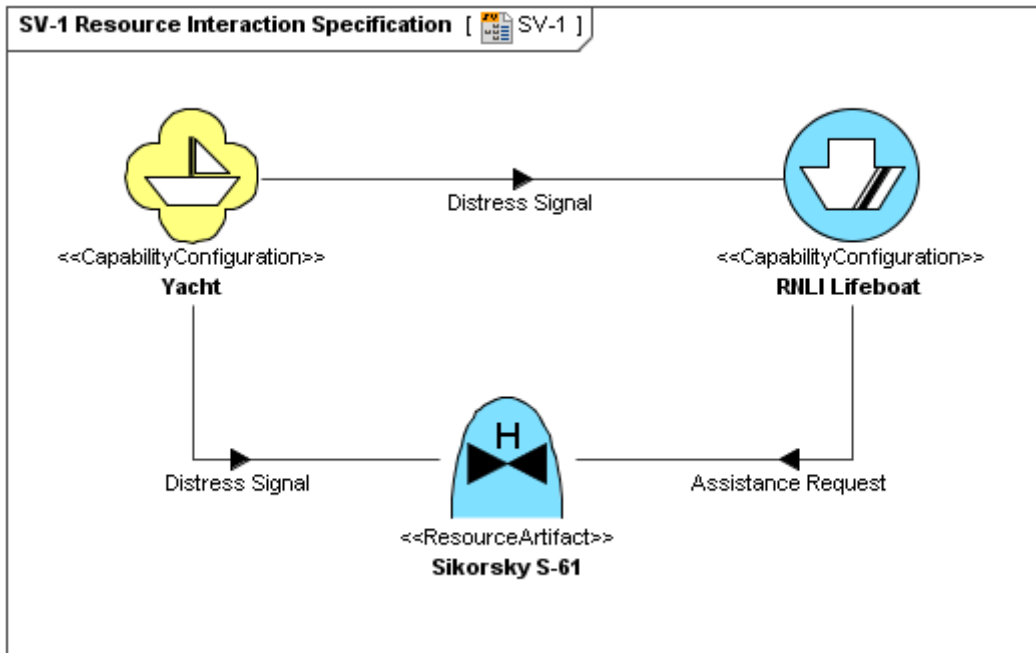 SV-1 Resource Interaction Specification [ SV-1 ]
Distress Signal
<<CapabilityConfiguration>>
Yacht
<<CapabilityConfiguration>>
RNLI Lifeboat
H
Distress Signal
Assistance Request
<<ResourceArtifact>>
Sikorsky S-61